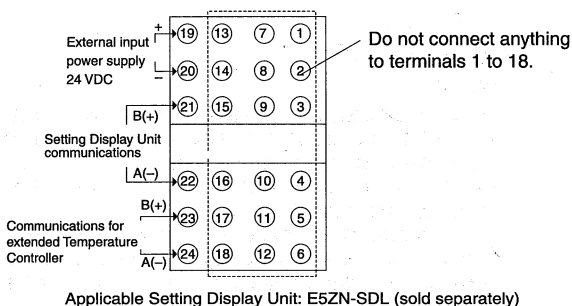 + 19 13 7 1
External input
power supply
24 VDC
− 20 14 8 2
Do not connect anything
to terminals 1 to 18.
B(+) 21 15 9 3
Setting Display Unit
communications
A(−) 22 16 10 4
B(+) 23 17 11 5
Communications for
extended Temperature
Controller
A(−) 24 18 12 6
Applicable Setting Display Unit: E5ZN-SDL (sold separately)